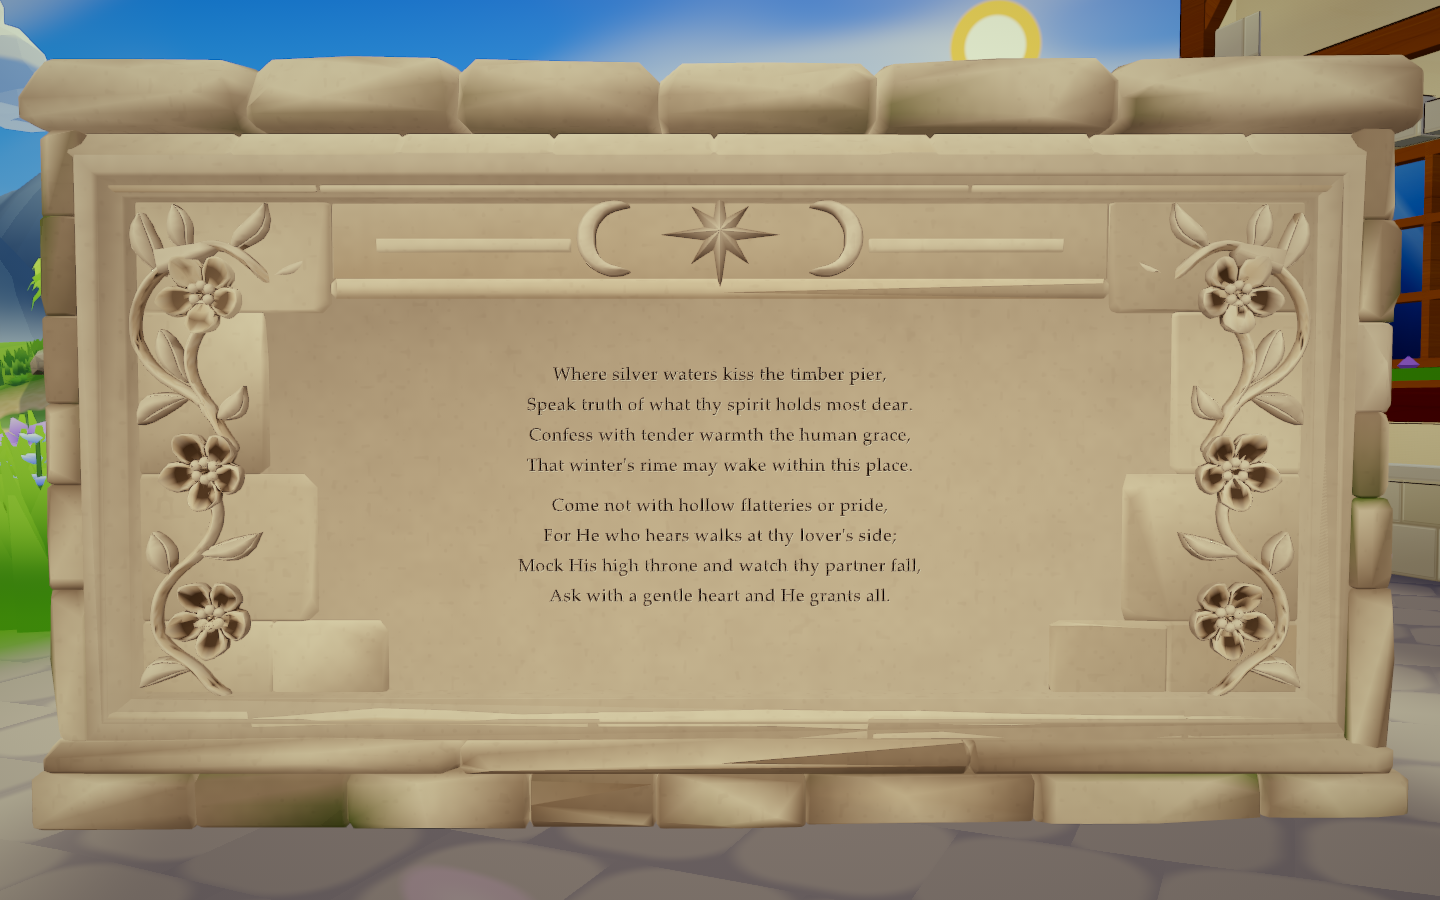 Where silver waters kiss the timber pier,
Speak truth of what thy spirit holds most dear.
Confess with tender warmth the human grace,
That winter's rime may wake within this place.
Come not with hollow flatteries or pride,
For He who hears walks at thy lover's side;
Mock His high throne and watch thy partner fall,
Ask with a gentle heart and He grants all.